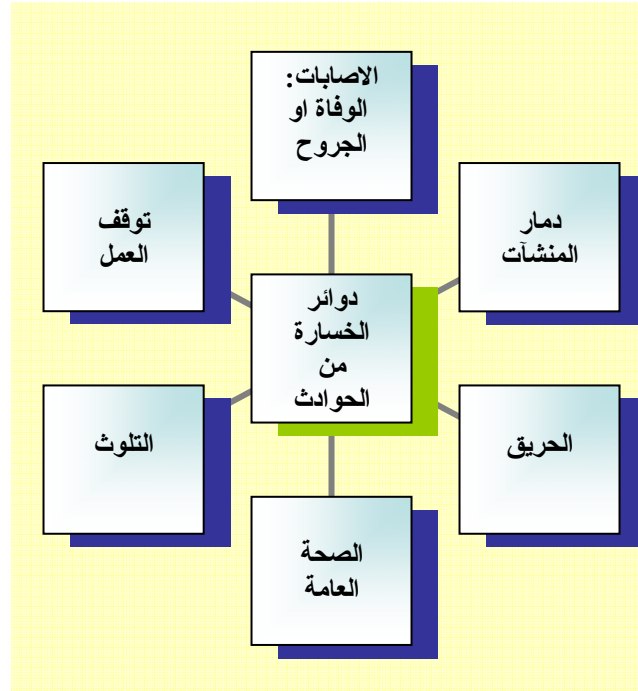 الاصابات:
الوفاة او
الجروح
دمار
المنشآت
توقف
العمل
دوائر
الخسارة
من
الحوادث
الحريق
التلوث
الصحة
العامة